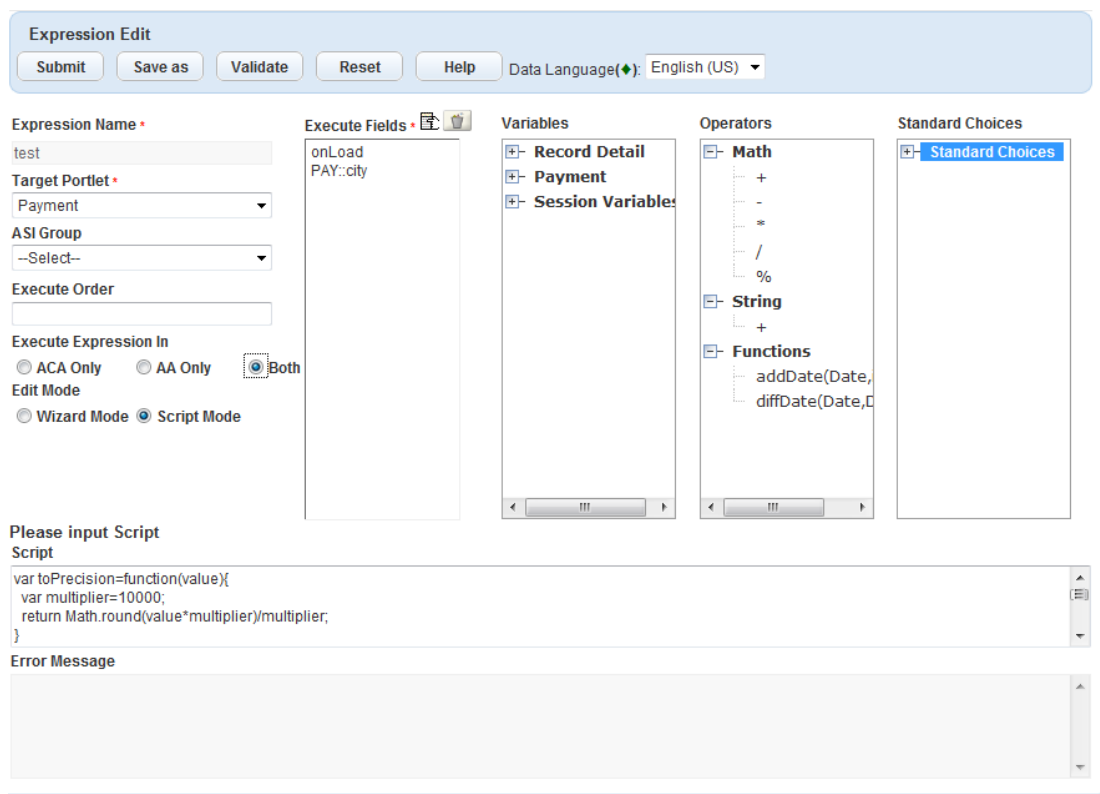 Expression Edit
Submit Save as Validate Reset Help Data Language(♦): English (US)
Expression Name *
test
Target Portlet *
Payment
ASI Group
--Select--
Execute Order
Execute Expression In
ACA Only AA Only Both
Edit Mode
Wizard Mode Script Mode
Execute Fields *
onLoad
PAY::city
Variables
Record Detail
Payment
Session Variables
Operators
Math
+
-
*
/
%
String
+
Functions
addDate(Date,
diffDate(Date,D
Standard Choices
Standard Choices
Please input Script
Script
var toPrecision=function(value){
var multiplier=10000;
return Math.round(value*multiplier)/multiplier;
}
Error Message